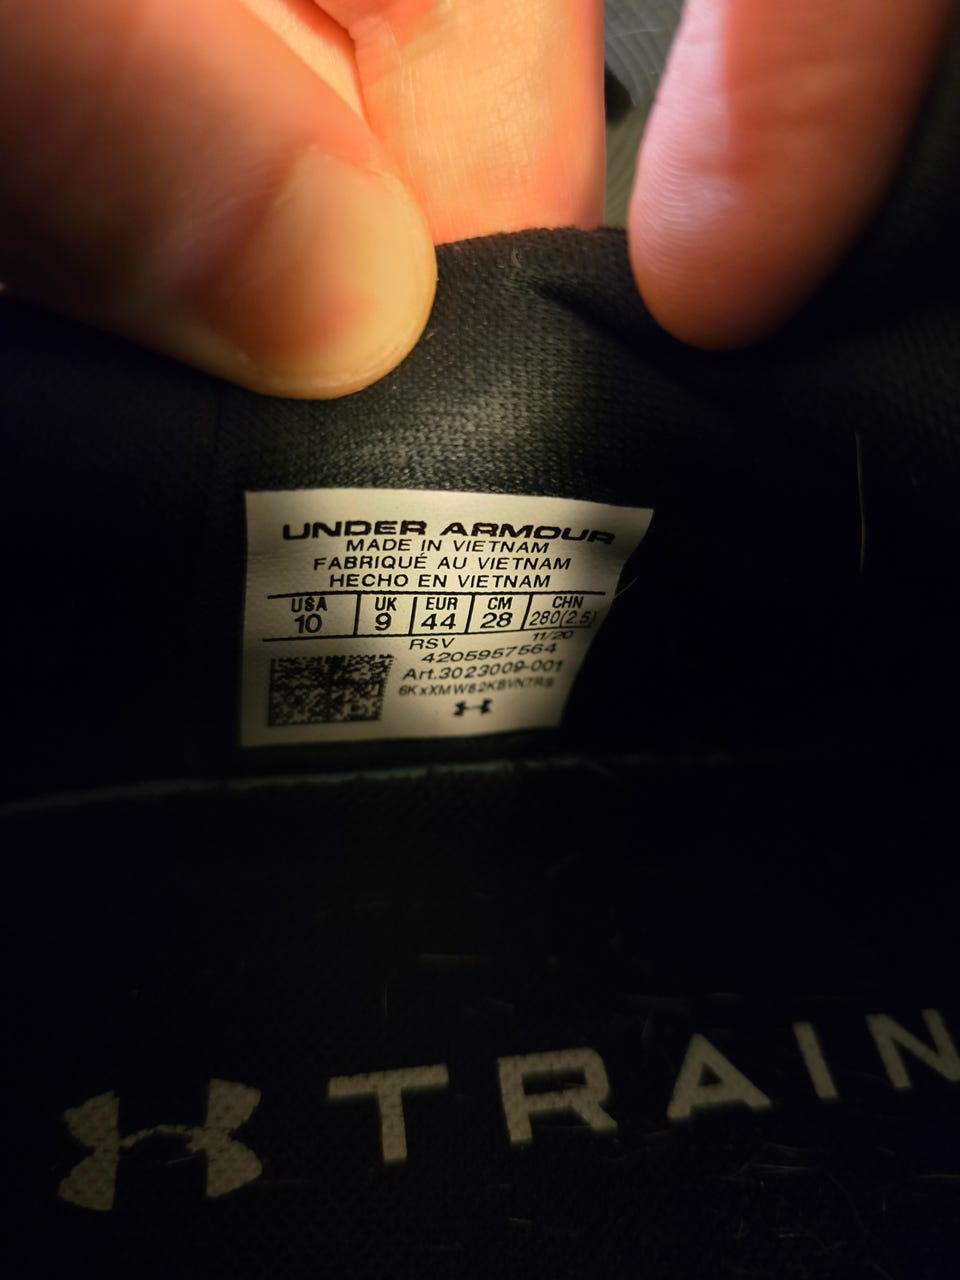 UNDER ARMOUR
MADE IN VIETNAM
FABRIQUÉ AU VIETNAM
HECHO EN VIETNAM
USA UK EUR CM CHN
10 9 44 28 280(2.5)
RSV 11/20
4205957564
Art.3023009-001
TRAIN